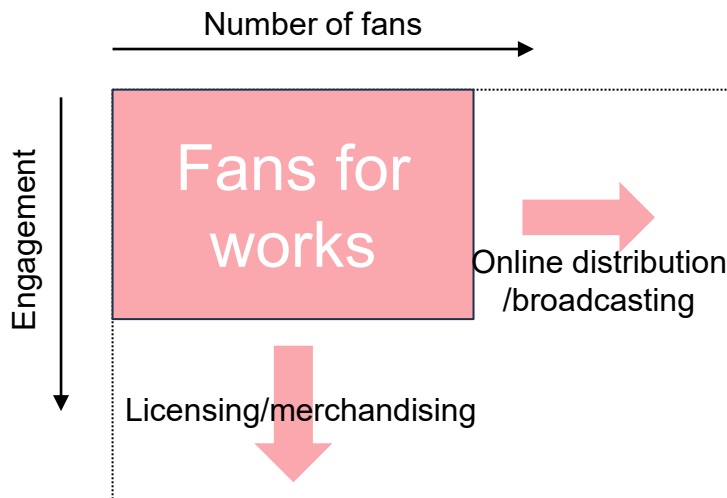 Number of fans
Engagement
Fans for
works
Online distribution
/broadcasting
Licensing/merchandising